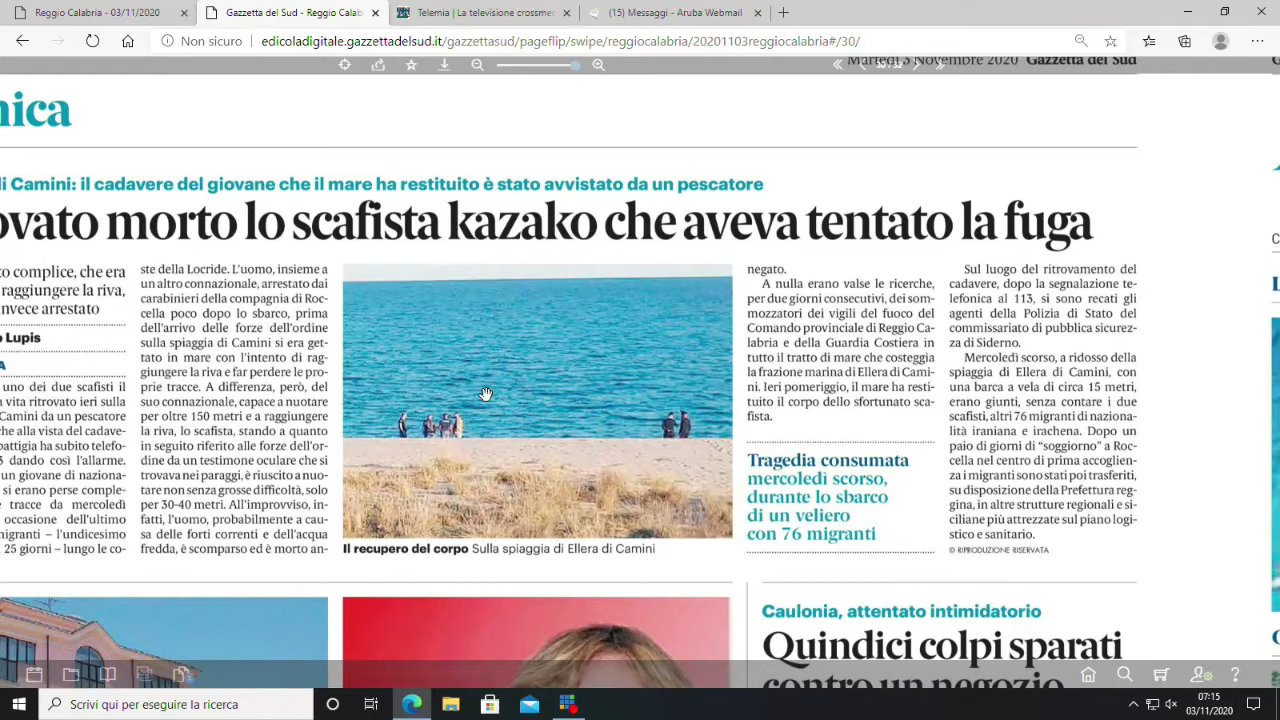 Reggio Calabria - 03/11/2020
Gazzetta del Sud - Reggio Calab
Telemia | La televisione crossmed
(15) Messaggi - Aruba Webmail
Non sicuro
edicoladigitale.gazzettadelsud.it/gazzettasud/pageflip/swipe/reggiocalabria/20201103reggiocalabria#/30/
Martedì 3 Novembre 2020 Gazzetta del Sud
nica
di Camini: il cadavere del giovane che il mare ha restituito è stato avvistato da un pescatore
ovato morto lo scafista kazako che aveva tentato la fuga
to complice, che era
raggiungere la riva,
nvece arrestato
o Lupis
A
uno dei due scafisti il
vita ritrovato ieri sulla
Camini da un pescatore
che alla vista del cadave-
battigia ha subito telefo-
3 dando così l'allarme.
un giovane di naziona-
si erano perse comple-
tracce da mercoledì
occasione dell'ultimo
migranti – l'undicesimo
25 giorni – lungo le co-
ste della Locride. L'uomo, insieme a
un altro connazionale, arrestato dai
carabinieri della compagnia di Roc-
cella poco dopo lo sbarco, prima
dell'arrivo delle forze dell'ordine
sulla spiaggia di Camini si era get-
tato in mare con l'intento di rag-
giungere la riva e far perdere le pro-
prie tracce. A differenza, però, del
suo connazionale, capace a nuotare
per oltre 150 metri e a raggiungere
la riva, lo scafista, stando a quanto
in seguito riferito alle forze dell'or-
dine da un testimone oculare che si
trovava nei paraggi, è riuscito a nuo-
tare non senza grosse difficoltà, solo
per 30-40 metri. All'improvviso, in-
fatti, l'uomo, probabilmente a cau-
sa delle forti correnti e dell'acqua
fredda, è scomparso ed è morto an-
Il recupero del corpo Sulla spiaggia di Ellera di Camini
negato.
A nulla erano valse le ricerche,
per due giorni consecutivi, dei som-
mozzatori dei vigili del fuoco del
Comando provinciale di Reggio Ca-
labria e della Guardia Costiera in
tutto il tratto di mare che costeggia
la frazione marina di Ellera di Cami-
ni. Ieri pomeriggio, il mare ha resti-
tuito il corpo dello sfortunato sca-
fista.
Tragedia consumata
mercoledì scorso,
durante lo sbarco
di un veliero
con 76 migranti
Sul luogo del ritrovamento del
cadavere, dopo la segnalazione te-
lefonica al 113, si sono recati gli
agenti della Polizia di Stato del
commissariato di pubblica sicurez-
za di Siderno.
Mercoledì scorso, a ridosso della
spiaggia di Ellera di Camini, con
una barca a vela di circa 15 metri,
erano giunti, senza contare i due
scafisti, altri 76 migranti di naziona-
lità iraniana e irachena. Dopo un
paio di giorni di “soggiorno” a Roc-
cella nel centro di prima accoglien-
za i migranti sono stati poi trasferiti,
su disposizione della Prefettura reg-
gina, in altre strutture regionali e si-
ciliane più attrezzate sul piano logi-
stico e sanitario.
© RIPRODUZIONE RISERVATA
Caulonia, attentato intimidatorio
Quindici colpi sparati
contro un negozio
Scrivi qui per eseguire la ricerca
07:15
03/11/2020